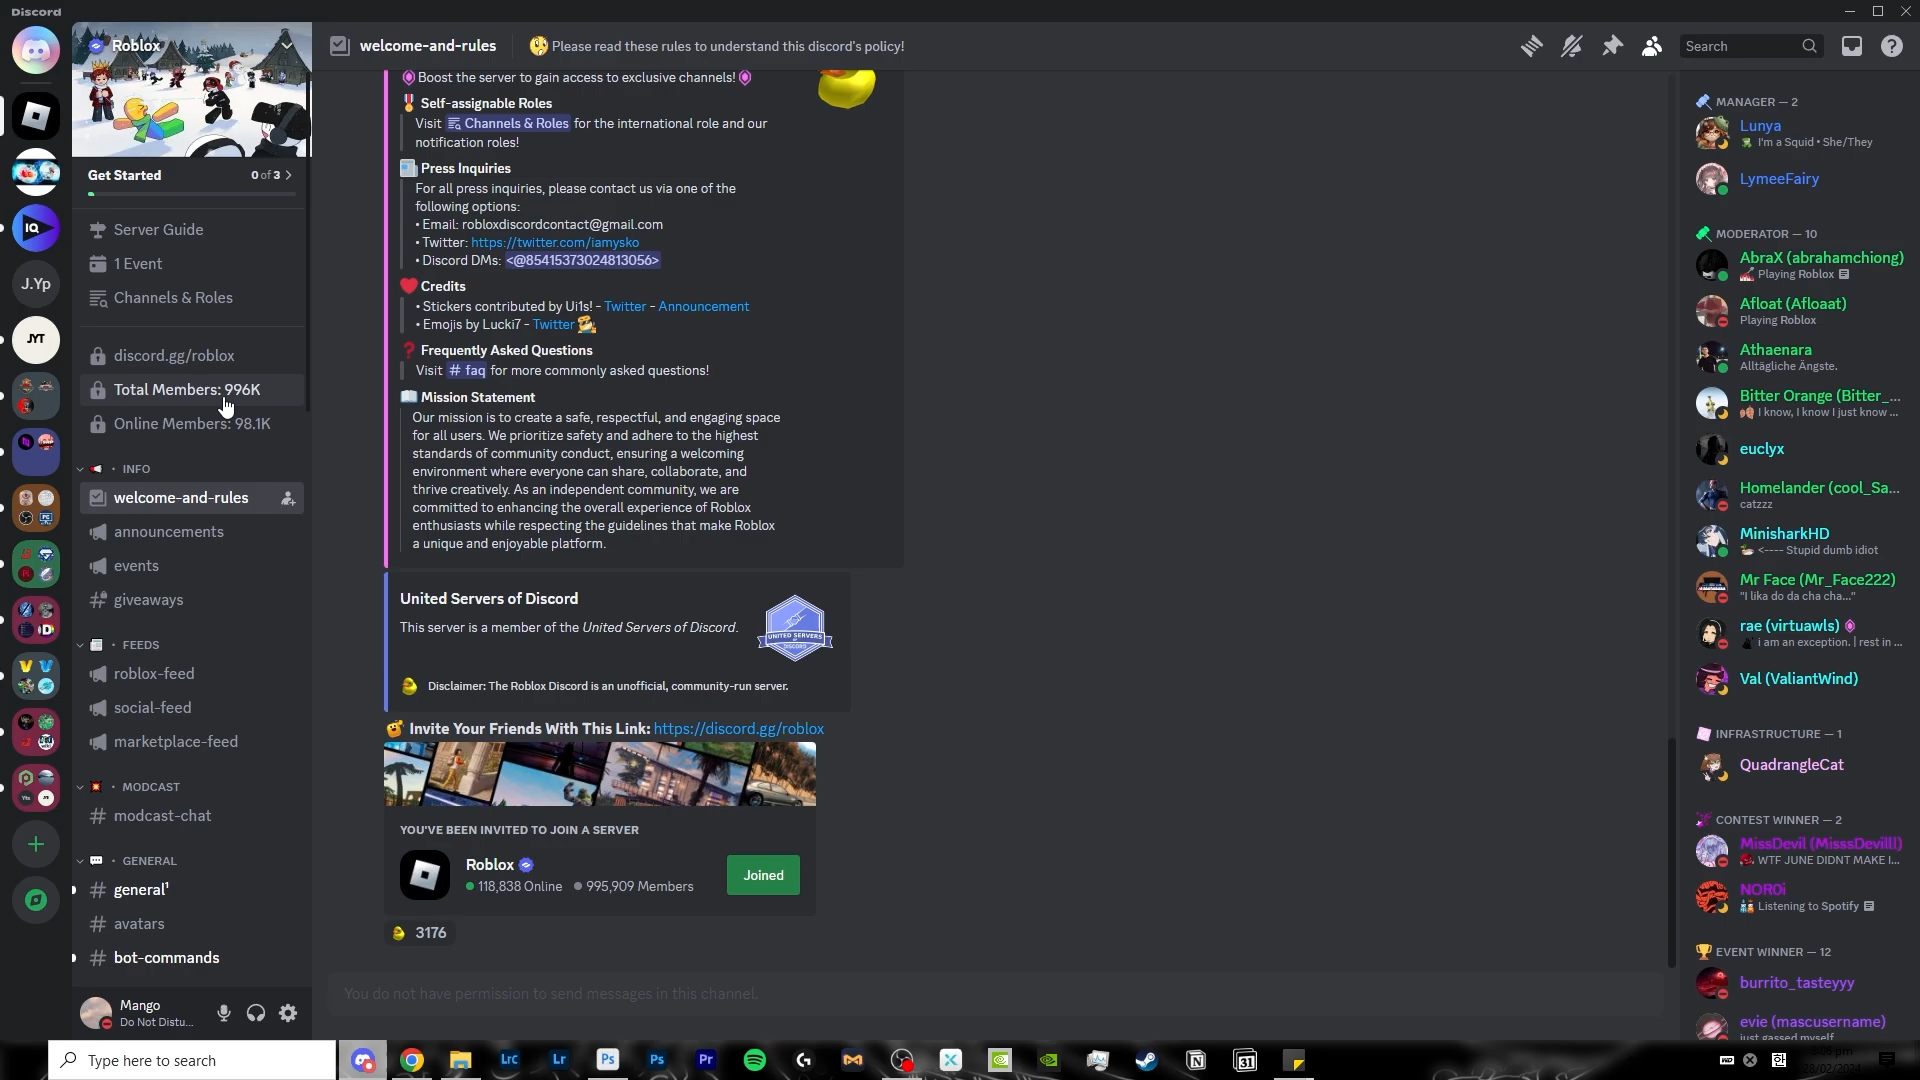 Discord
Roblox
Get Started
0 of 3
Server Guide
1 Event
Channels & Roles
discord.gg/roblox
Total Members: 996K
Online Members: 98.1K
INFO
welcome-and-rules
announcements
events
giveaways
FEEDS
roblox-feed
social-feed
marketplace-feed
MODCAST
modcast-chat
GENERAL
general¹
avatars
bot-commands
Mango
Do Not Distu...
IQ
J.Yp
JYT
welcome-and-rules
Please read these rules to understand this discord's policy!
Search
Boost the server to gain access to exclusive channels!
Self-assignable Roles
Visit Channels & Roles for the international role and our
notification roles!
Press Inquiries
For all press inquiries, please contact us via one of the
following options:
• Email: robloxdiscordcontact@gmail.com
• Twitter: https://twitter.com/iamysko
• Discord DMs: <@85415373024813056>
Credits
• Stickers contributed by Ui1s! - Twitter - Announcement
• Emojis by Lucki7 - Twitter
Frequently Asked Questions
Visit # faq for more commonly asked questions!
Mission Statement
Our mission is to create a safe, respectful, and engaging space
for all users. We prioritize safety and adhere to the highest
standards of community conduct, ensuring a welcoming
environment where everyone can share, collaborate, and
thrive creatively. As an independent community, we are
committed to enhancing the overall experience of Roblox
enthusiasts while respecting the guidelines that make Roblox
a unique and enjoyable platform.
United Servers of Discord
This server is a member of the United Servers of Discord.
UNITED SERVERS
DISCORD
Disclaimer: The Roblox Discord is an unofficial, community-run server.
Invite Your Friends With This Link: https://discord.gg/roblox
YOU'VE BEEN INVITED TO JOIN A SERVER
Roblox
118,838 Online 995,909 Members
Joined
3176
You do not have permission to send messages in this channel.
MANAGER — 2
Lunya
I'm a Squid • She/They
LymeeFairy
MODERATOR — 10
AbraX (abrahamchiong)
Playing Roblox
Afloat (Afloaat)
Playing Roblox
Athaenara
Alltägliche Ängste.
Bitter Orange (Bitter_...
I know, I know I just know ...
euclyx
Homelander (cool_Sa...
catzzz
MinisharkHD
<---- Stupid dumb idiot
Mr Face (Mr_Face222)
"I lika do da cha cha..."
rae (virtuawls)
i am an exception. | rest in ...
Val (ValiantWind)
INFRASTRUCTURE — 1
QuadrangleCat
CONTEST WINNER — 2
MissDevil (MisssDevill)
WTF JUNE DIDNT MAKE I...
NOR0i
Listening to Spotify
EVENT WINNER — 12
burrito_tasteyyy
evie (mascusername)
just gassed myself
Type here to search
LrC
Lr
Ps
Ps
Pr
31